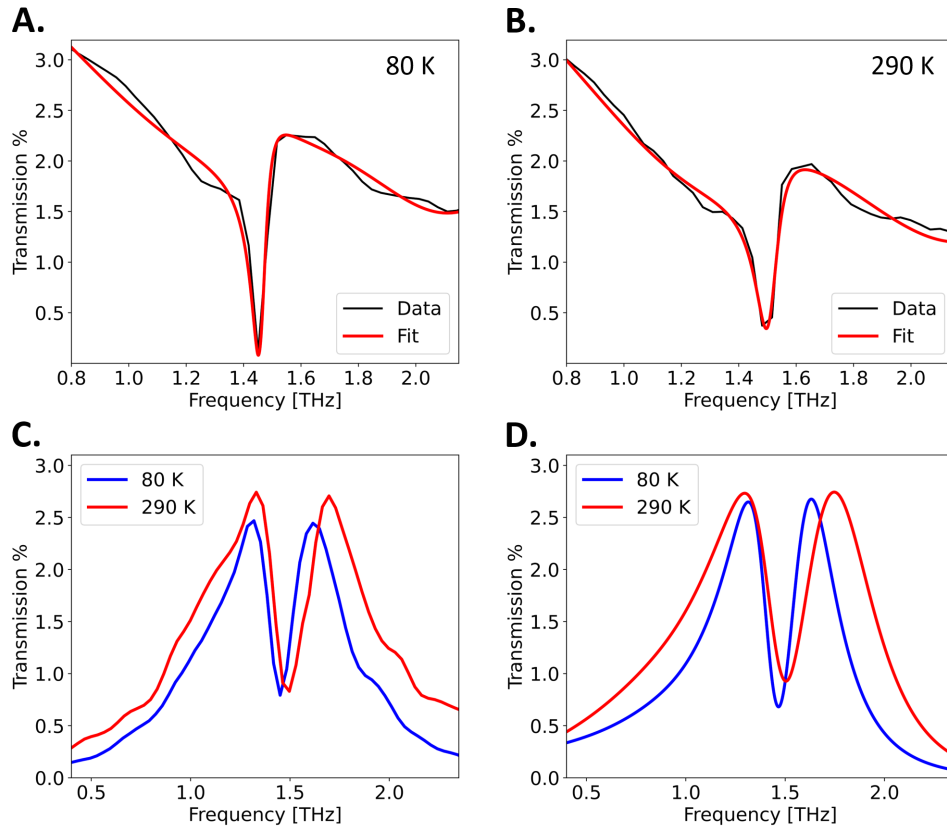 A.
80 K
3.0
2.5
2.0
1.5
1.0
0.5
Transmission %
Data
Fit
0.8 1.0 1.2 1.4 1.6 1.8 2.0
Frequency [THz]
B.
290 K
3.0
2.5
2.0
1.5
1.0
0.5
Transmission %
Data
Fit
0.8 1.0 1.2 1.4 1.6 1.8 2.0
Frequency [THz]
C.
80 K
290 K
3.0
2.5
2.0
1.5
1.0
0.5
0.0
Transmission %
0.5 1.0 1.5 2.0
Frequency [THz]
D.
80 K
290 K
3.0
2.5
2.0
1.5
1.0
0.5
0.0
Transmission %
0.5 1.0 1.5 2.0
Frequency [THz]